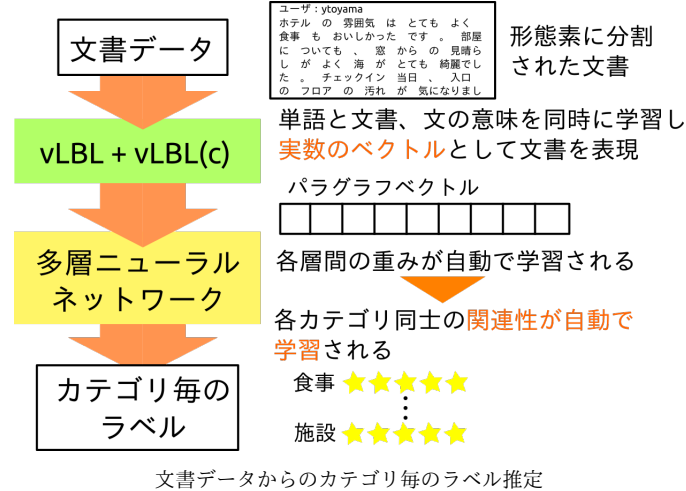 文書データ
ユーザ：ytoyama
ホテル の 雰囲気 は とても よく
食事 も おいしかった です 。 部屋
に ついても 、 窓 から の 見晴ら
し が よく 海 が とても 綺麗でし
た 。 チェックイン 当日 、 入口
の フロア の 汚れ が 気になりまし
形態素に分割
された文書
vLBL + vLBL(c)
単語と文書、文の意味を同時に学習し
実数のベクトルとして文書を表現
パラグラフベクトル
多層ニューラル
ネットワーク
各層間の重みが自動で学習される
各カテゴリ同士の関連性が自動で
学習される
カテゴリ毎の
ラベル
食事
施設
文書データからのカテゴリ毎のラベル推定